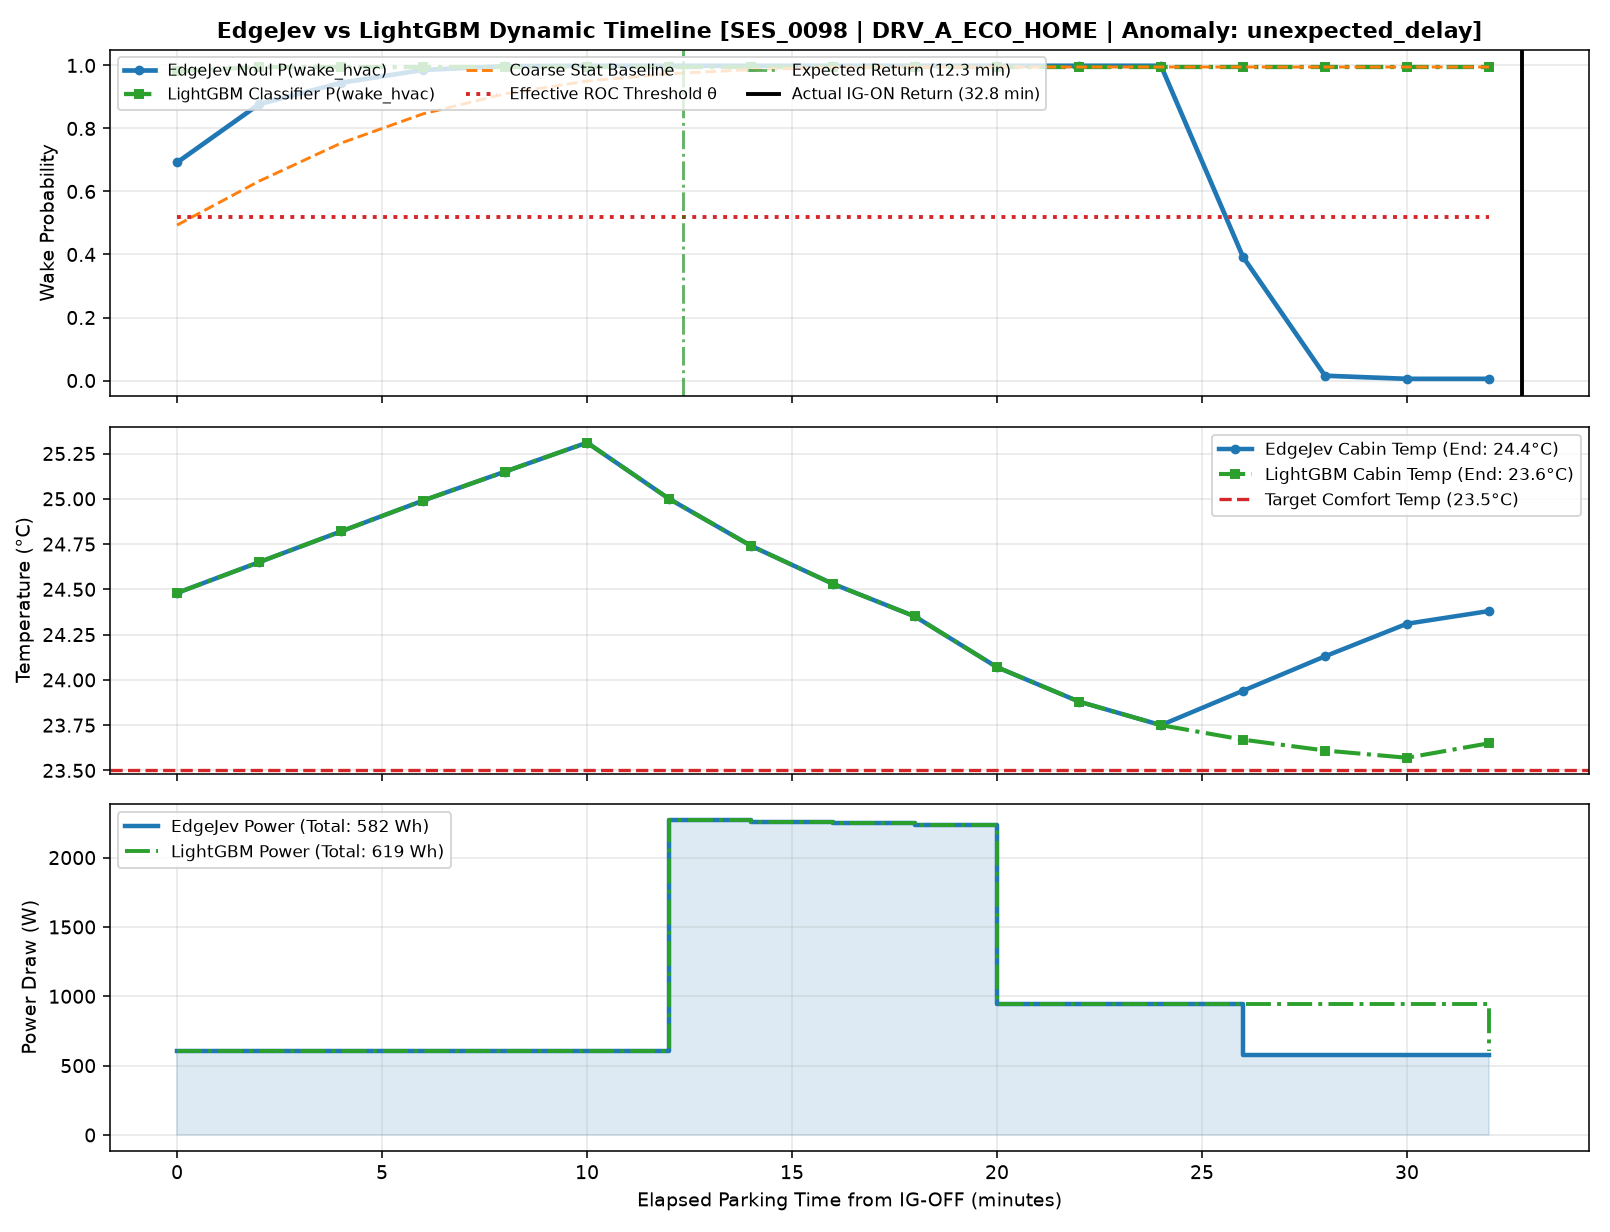 EdgeJev vs LightGBM Dynamic Timeline [SES_0098 | DRV_A_ECO_HOME | Anomaly: unexpected_delay]
EdgeJev Noul P(wake_hvac)
LightGBM Classifier P(wake_hvac)
Coarse Stat Baseline
Effective ROC Threshold θ
Expected Return (12.3 min)
Actual IG-ON Return (32.8 min)
Wake Probability
1.0
0.8
0.6
0.4
0.2
0.0
EdgeJev Cabin Temp (End: 24.4°C)
LightGBM Cabin Temp (End: 23.6°C)
Target Comfort Temp (23.5°C)
Temperature (°C)
25.25
25.00
24.75
24.50
24.25
24.00
23.75
23.50
EdgeJev Power (Total: 582 Wh)
LightGBM Power (Total: 619 Wh)
Power Draw (W)
2000
1500
1000
500
0
0 5 10 15 20 25 30
Elapsed Parking Time from IG-OFF (minutes)